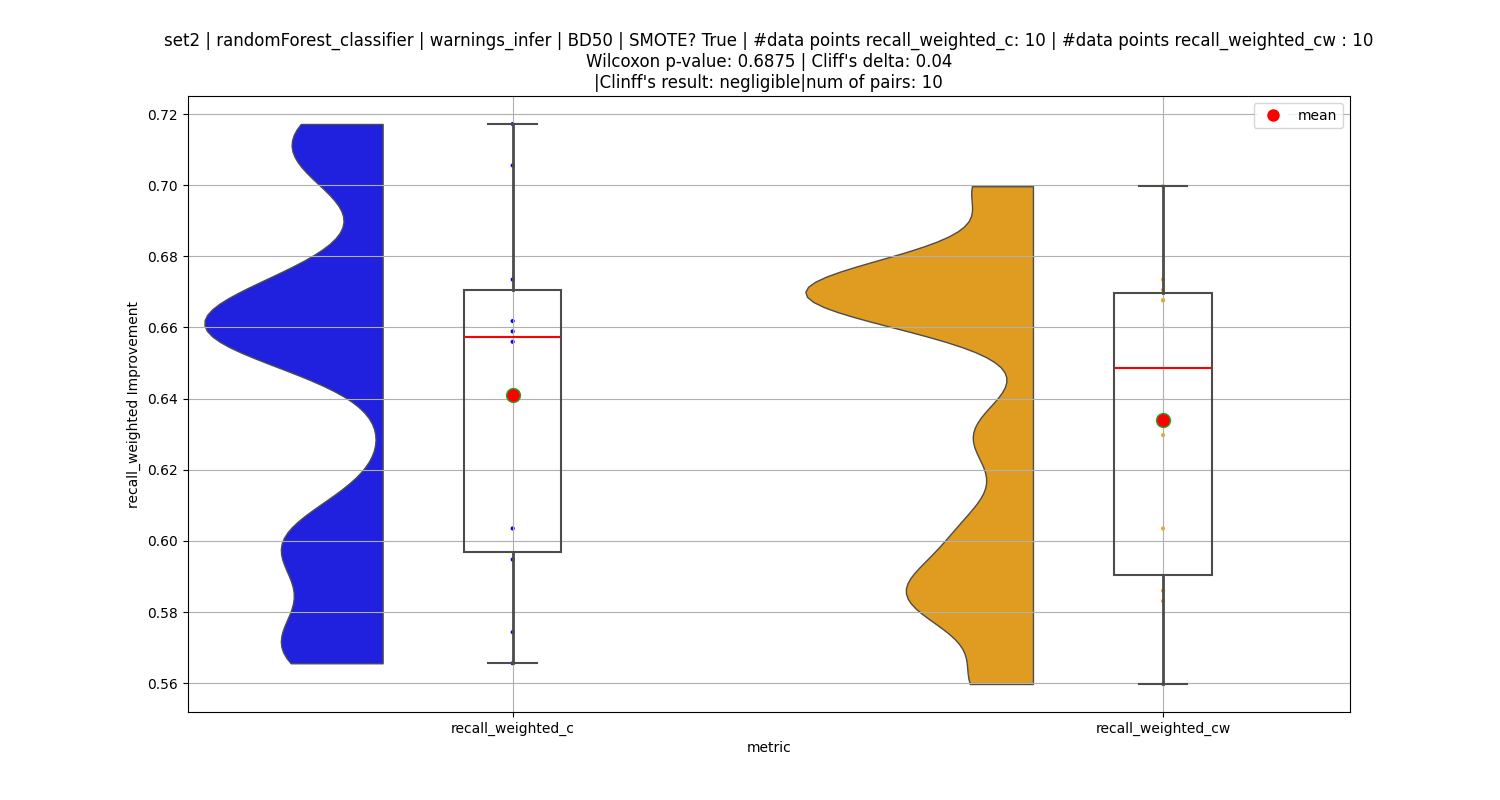 set2 | randomForest_classifier | warnings_infer | BD50 | SMOTE? True | #data points recall_weighted_c: 10 | #data points recall_weighted_cw : 10
Wilcoxon p-value: 0.6875 | Cliff's delta: 0.04
|Clinff's result: negligible|num of pairs: 10
mean
0.72
0.70
0.68
0.66
0.64
0.62
0.60
0.58
0.56
recall_weighted Improvement
recall_weighted_c
recall_weighted_cw
metric